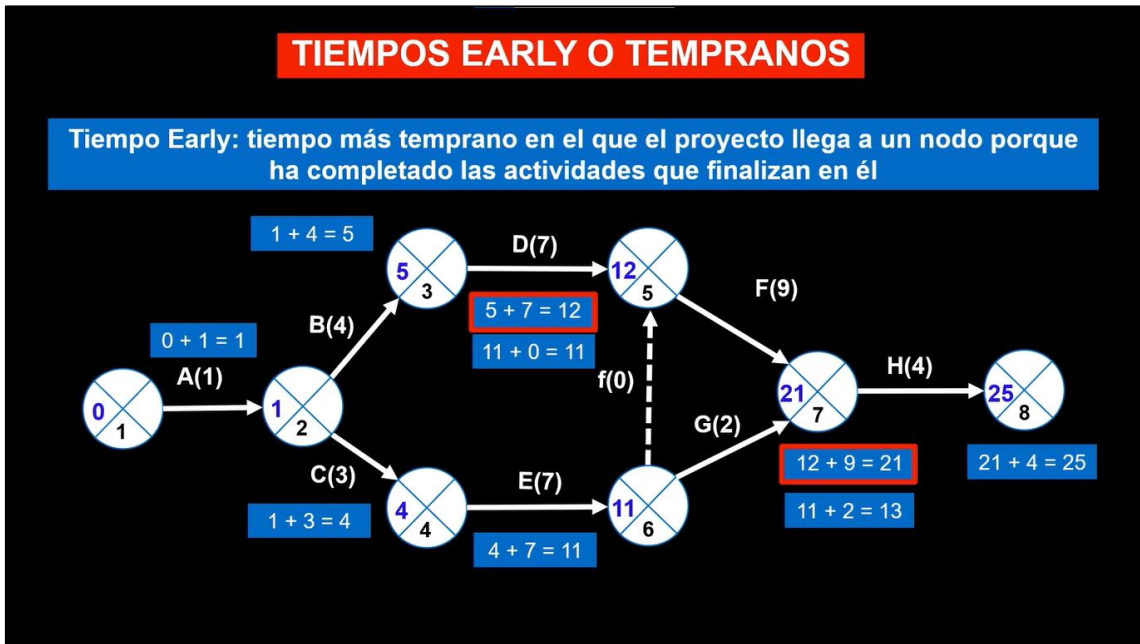 TIEMPOS EARLY O TEMPRANOS
Tiempo Early: tiempo más temprano en el que el proyecto llega a un nodo porque
ha completado las actividades que finalizan en él
1 + 4 = 5
5
3
D(7)
12
5
5 + 7 = 12
11 + 0 = 11
F(9)
0 + 1 = 1
B(4)
A(1)
0
1
1
2
f(0)
H(4)
21
7
25
8
G(2)
C(3)
E(7)
12 + 9 = 21
21 + 4 = 25
1 + 3 = 4
4
4
11
6
11 + 2 = 13
4 + 7 = 11